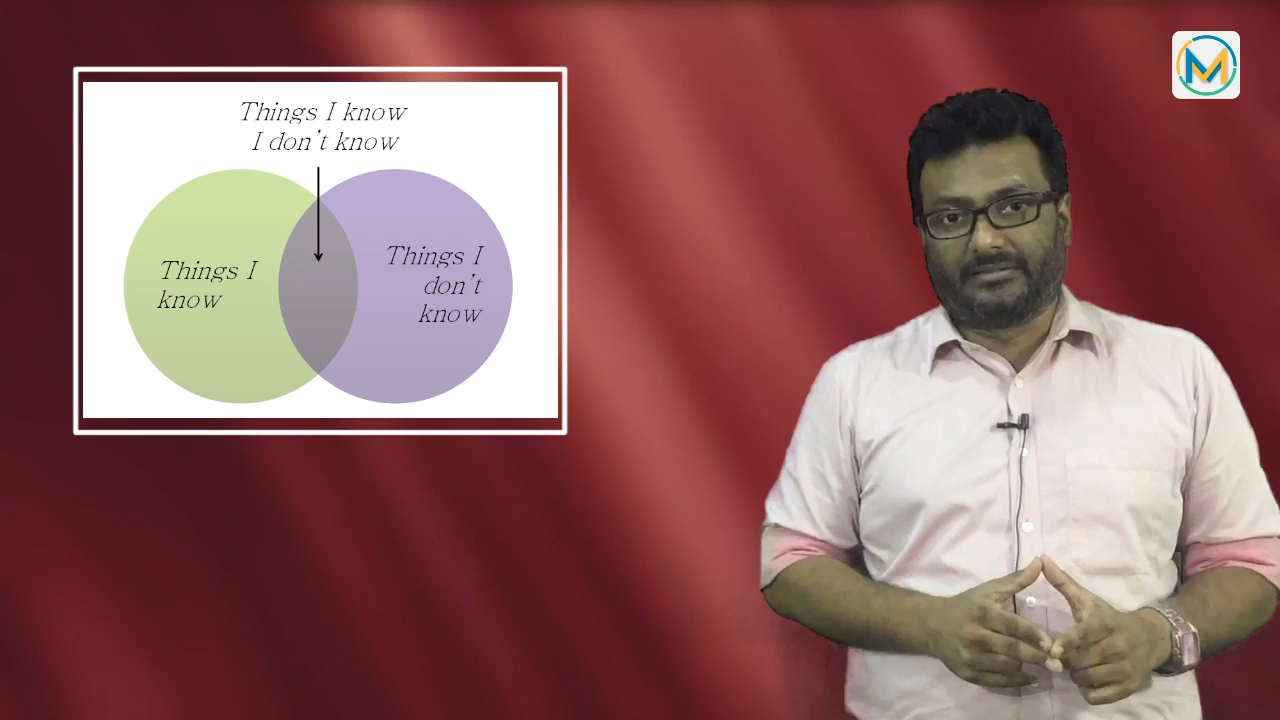 Things I know
I don't know
Things I
know
Things I
don't
know
M